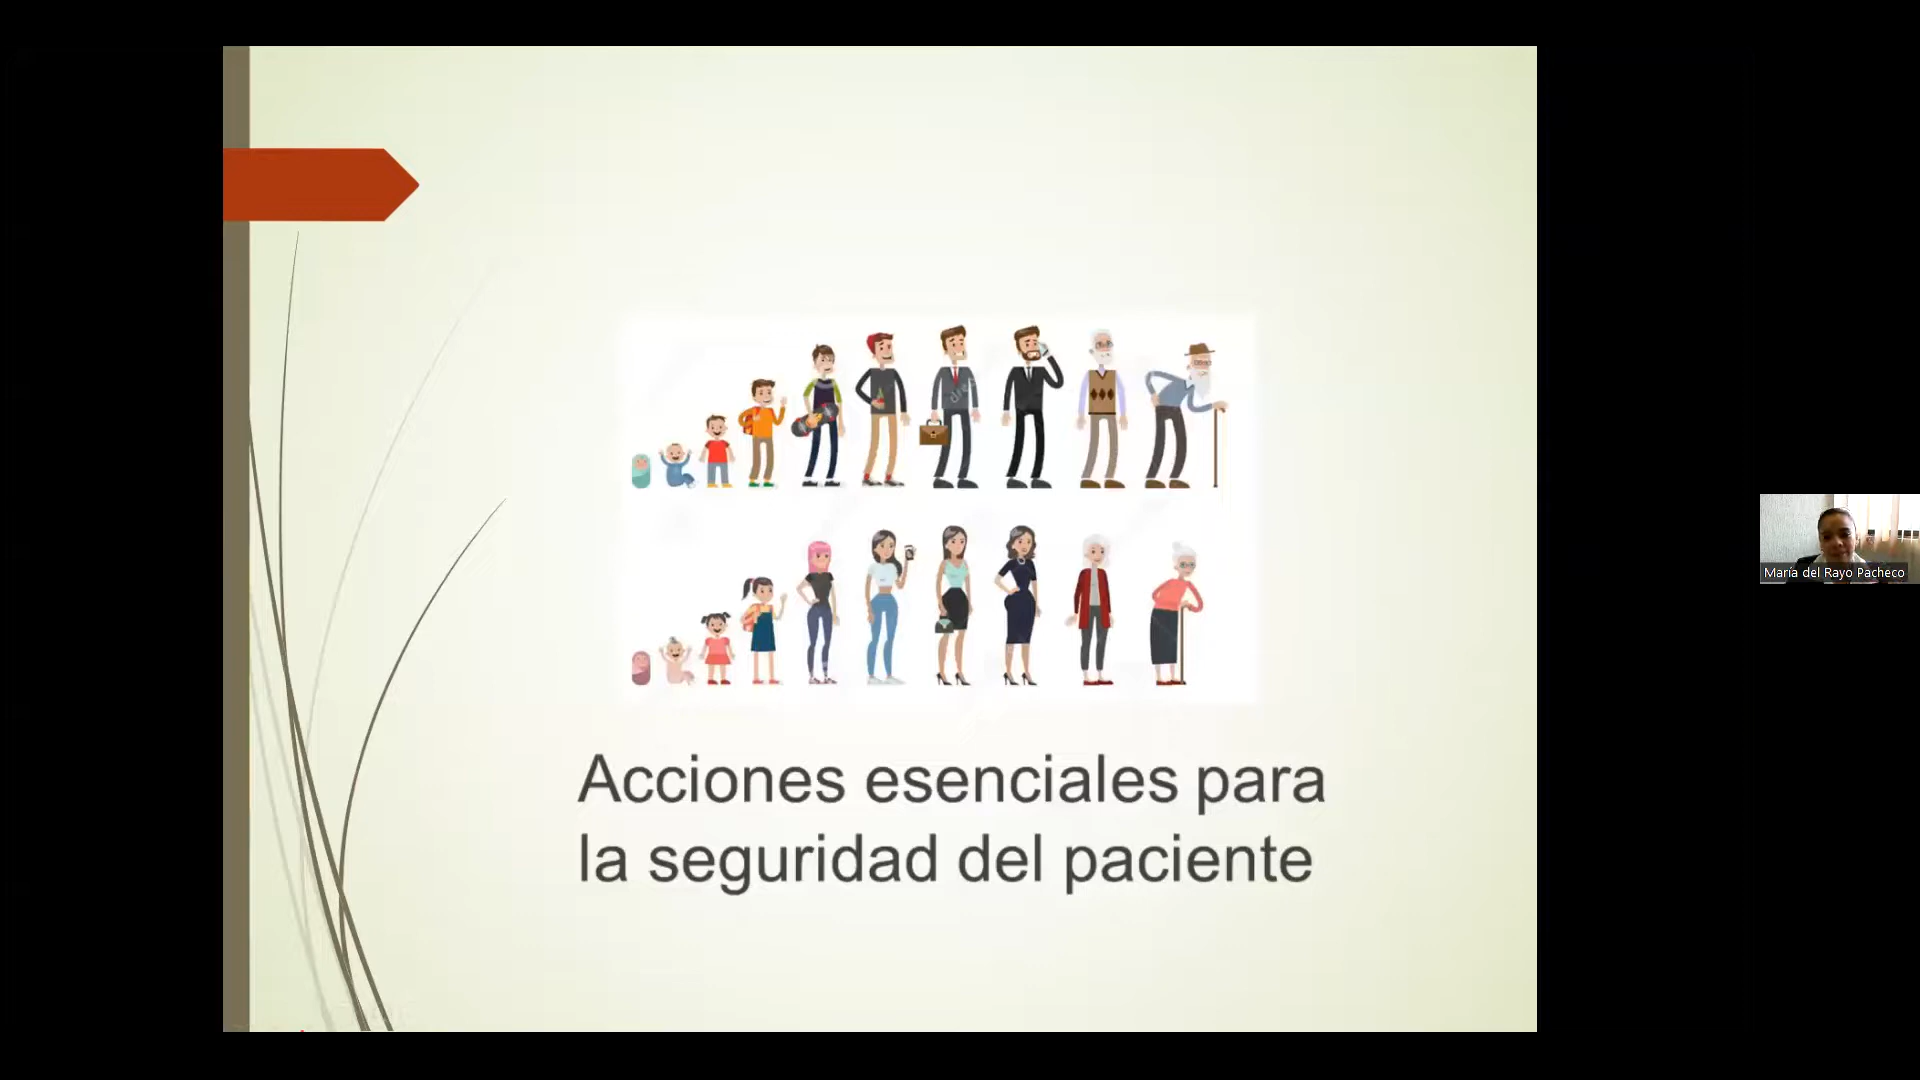 Acciones esenciales para
la seguridad del paciente
María del Rayo Pacheco